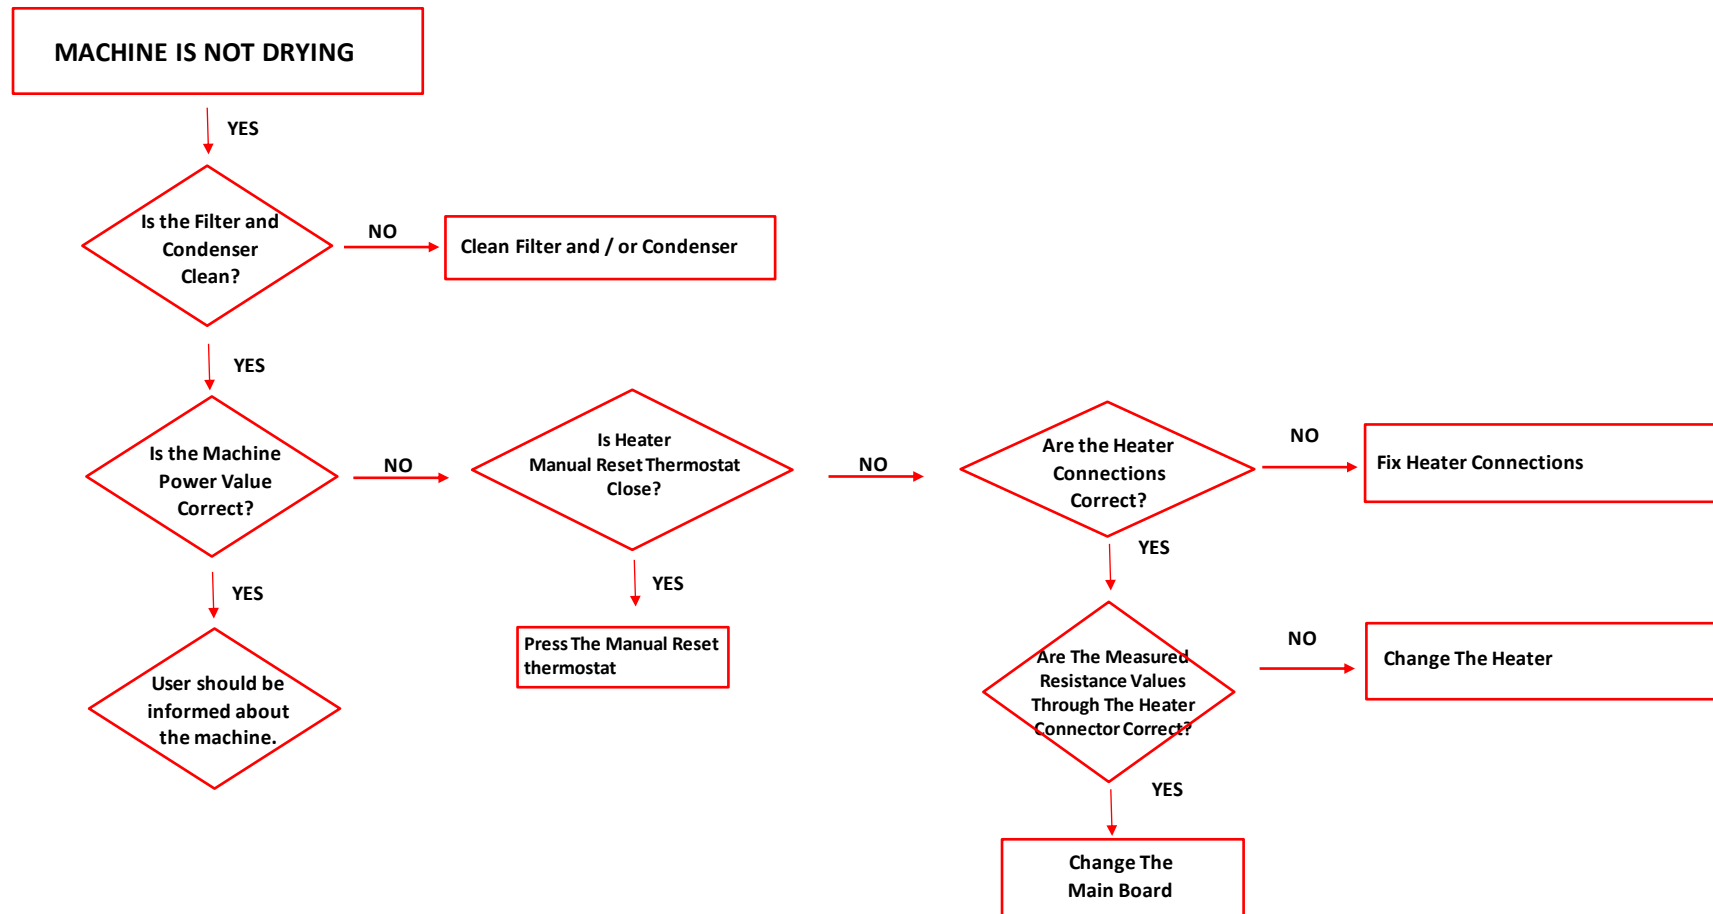 MACHINE IS NOT DRYING
YES
Is the Filter and
Condenser
Clean?
NO
Clean Filter and / or Condenser
YES
Is the Machine
Power Value
Correct?
NO
Is Heater
Manual Reset Thermostat
Close?
NO
Are the Heater
Connections
Correct?
NO
Fix Heater Connections
YES
User should be
informed about
the machine.
YES
Press The Manual Reset
thermostat
YES
Are The Measured
Resistance Values
Through The Heater
Connector Correct?
NO
Change The Heater
YES
Change The
Main Board